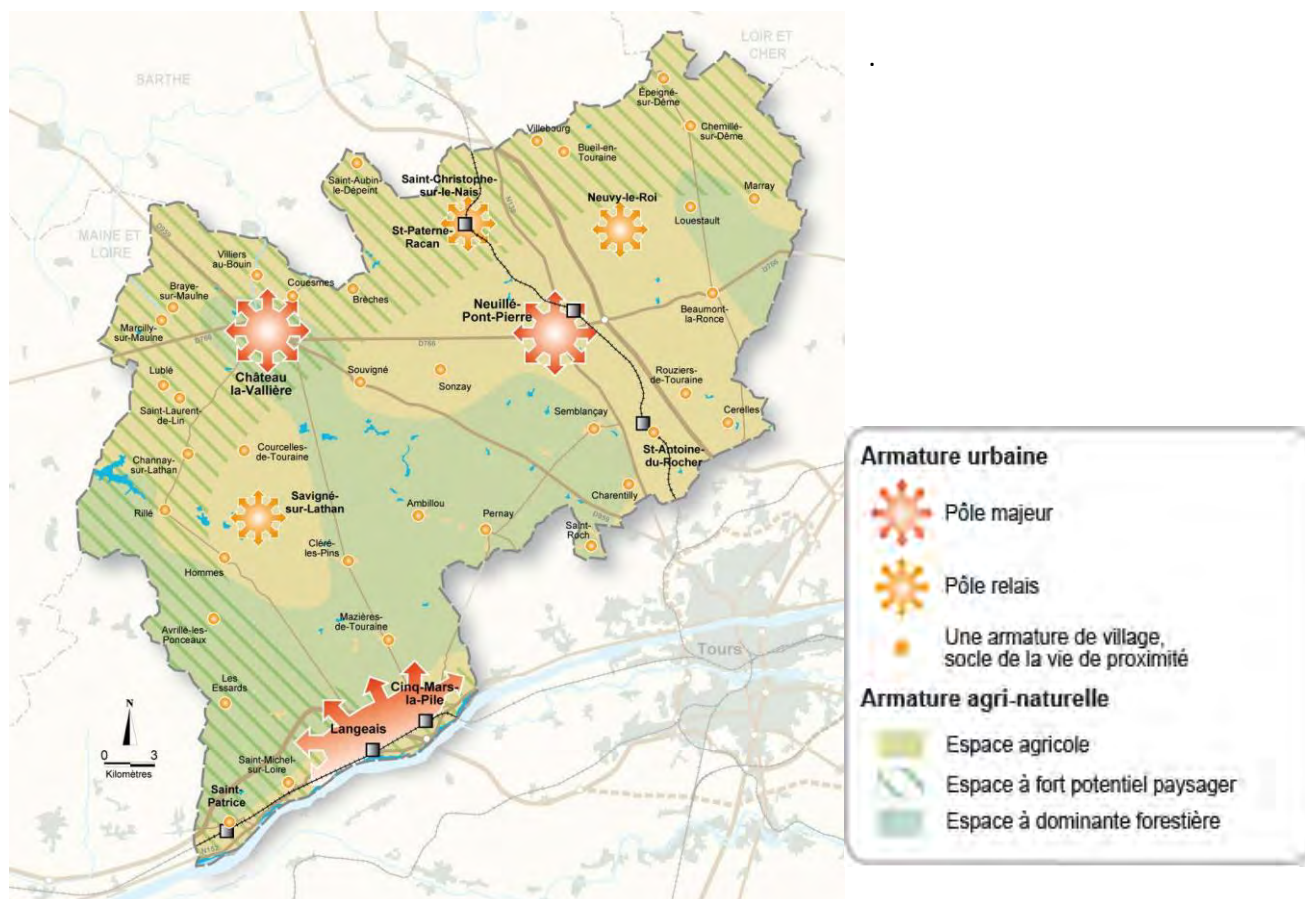 LOIR ET
CHER
.
SARTHE
Épeigné-
sur-Dême
Chemillé-
sur-Dême
Villebourg
Bueil-en-
Touraine
Saint-Aubin
le-Dépeint
Saint-Christophe-
sur-le-Nais
N138
Neuvy-le-Roi
Marray
Louestault
St-Paterne-
Racan
MAINE ET
LOIRE
D959
Villiers
au-Bouin
Couesmes
Brèches
D766
Braye-
sur-Maulne
Marcilly-
sur-Maulne
Neuillé-
Pont-Pierre
Beaumont-
la-Ronce
D766
D766
Lublé
Château
la-Vallière
Souvigné
Sonzay
Rouziers-
de-Touraine
Saint-Laurent-
de-Lin
Semblançay
Cerelles
Channay-
sur-Lathan
Courcelles-
de-Touraine
St-Antoine-
du-Rocher
Savigné-
sur-Lathan
Charentilly
Rillé
Ambillou
Pernay
D959
Saint-
Roch
Cléré-
les-Pins
Hommes
Avrillé-les-
Ponceaux
Mazières-
de-Touraine
Tours
Les
Essards
Cinq-Mars-
la-Pile
Langeais
N
0 3
Kilomètres
Saint-Michel-
sur-Loire
Saint-
Patrice
N152
Armature urbaine
Pôle majeur
Pôle relais
Une armature de village,
socle de la vie de proximité
Armature agri-naturelle
Espace agricole
Espace à fort potentiel paysager
Espace à dominante forestière